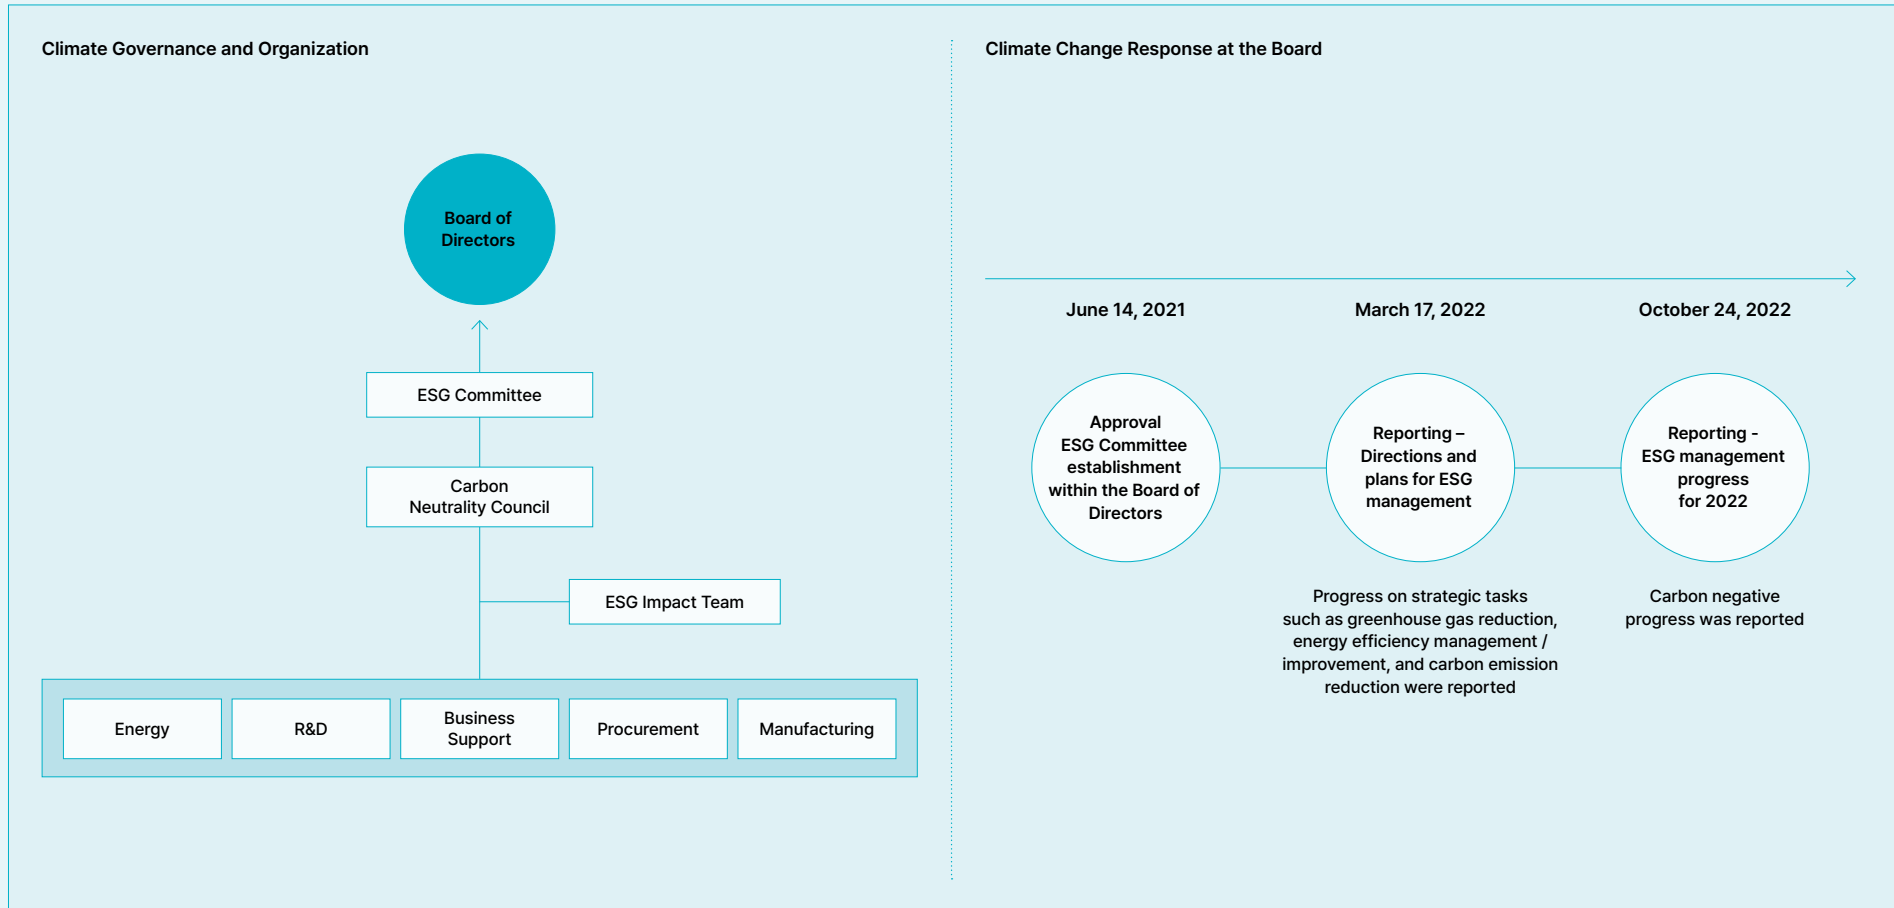 Climate Governance and Organization
Board of
Directors
ESG Committee
Carbon
Neutrality Council
ESG Impact Team
Energy
R&D
Business
Support
Procurement
Manufacturing
Climate Change Response at the Board
June 14, 2021
March 17, 2022
October 24, 2022
Approval
ESG Committee
establishment
within the Board of
Directors
Reporting –
Directions and
plans for ESG
management
Reporting -
ESG management
progress
for 2022
Progress on strategic tasks
such as greenhouse gas reduction,
energy efficiency management /
improvement, and carbon emission
reduction were reported
Carbon negative
progress was reported